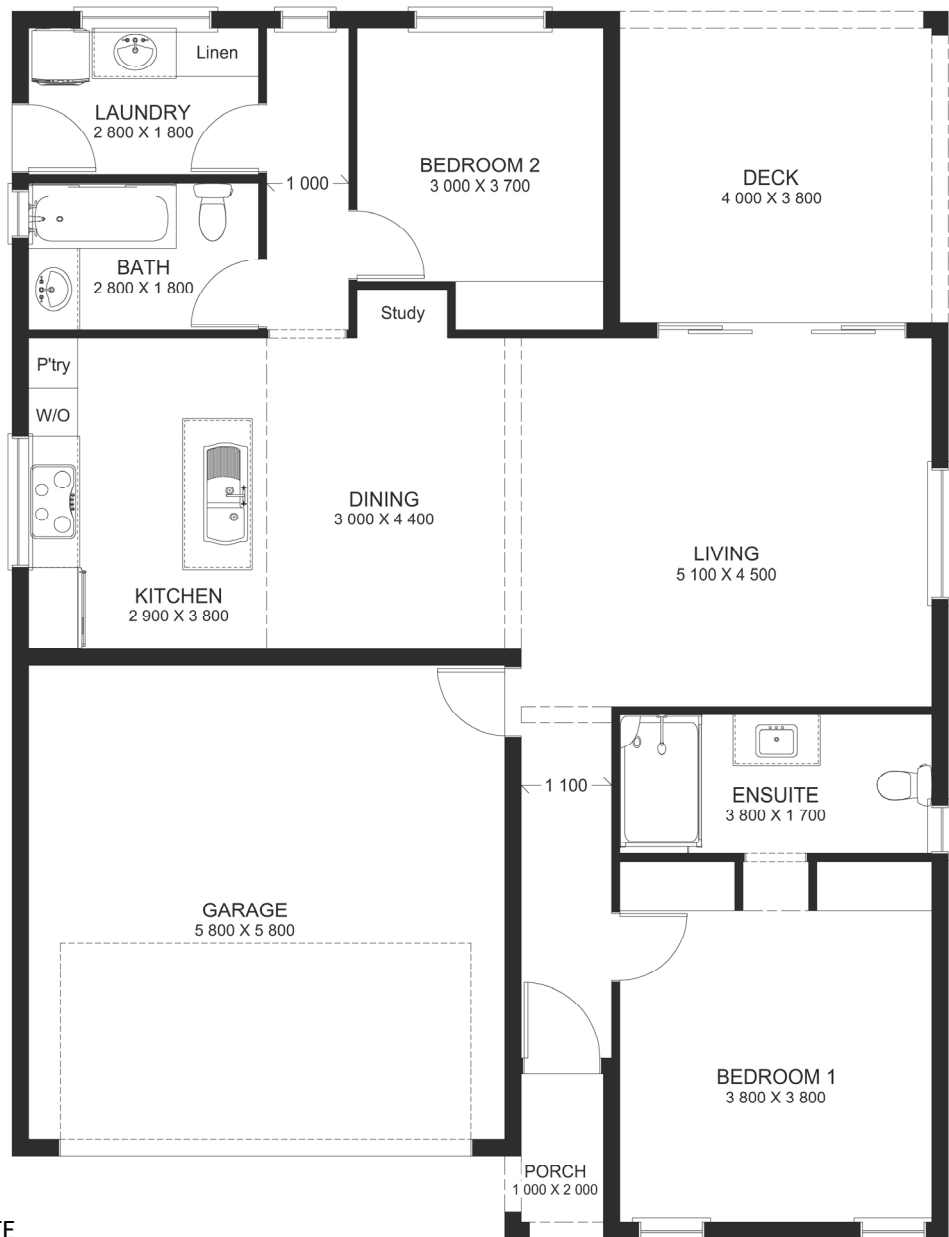 Linen
LAUNDRY
2 800 X 1 800
BEDROOM 2
3 000 X 3 700
1 000
DECK
4 000 X 3 800
BATH
2 800 X 1 800
Study
P'try
W/O
DINING
3 000 X 4 400
LIVING
5 100 X 4 500
KITCHEN
2 900 X 3 800
1 100
ENSUITE
3 800 X 1 700
GARAGE
5 800 X 5 800
BEDROOM 1
3 800 X 3 800
PORCH
1 000 X 2 000